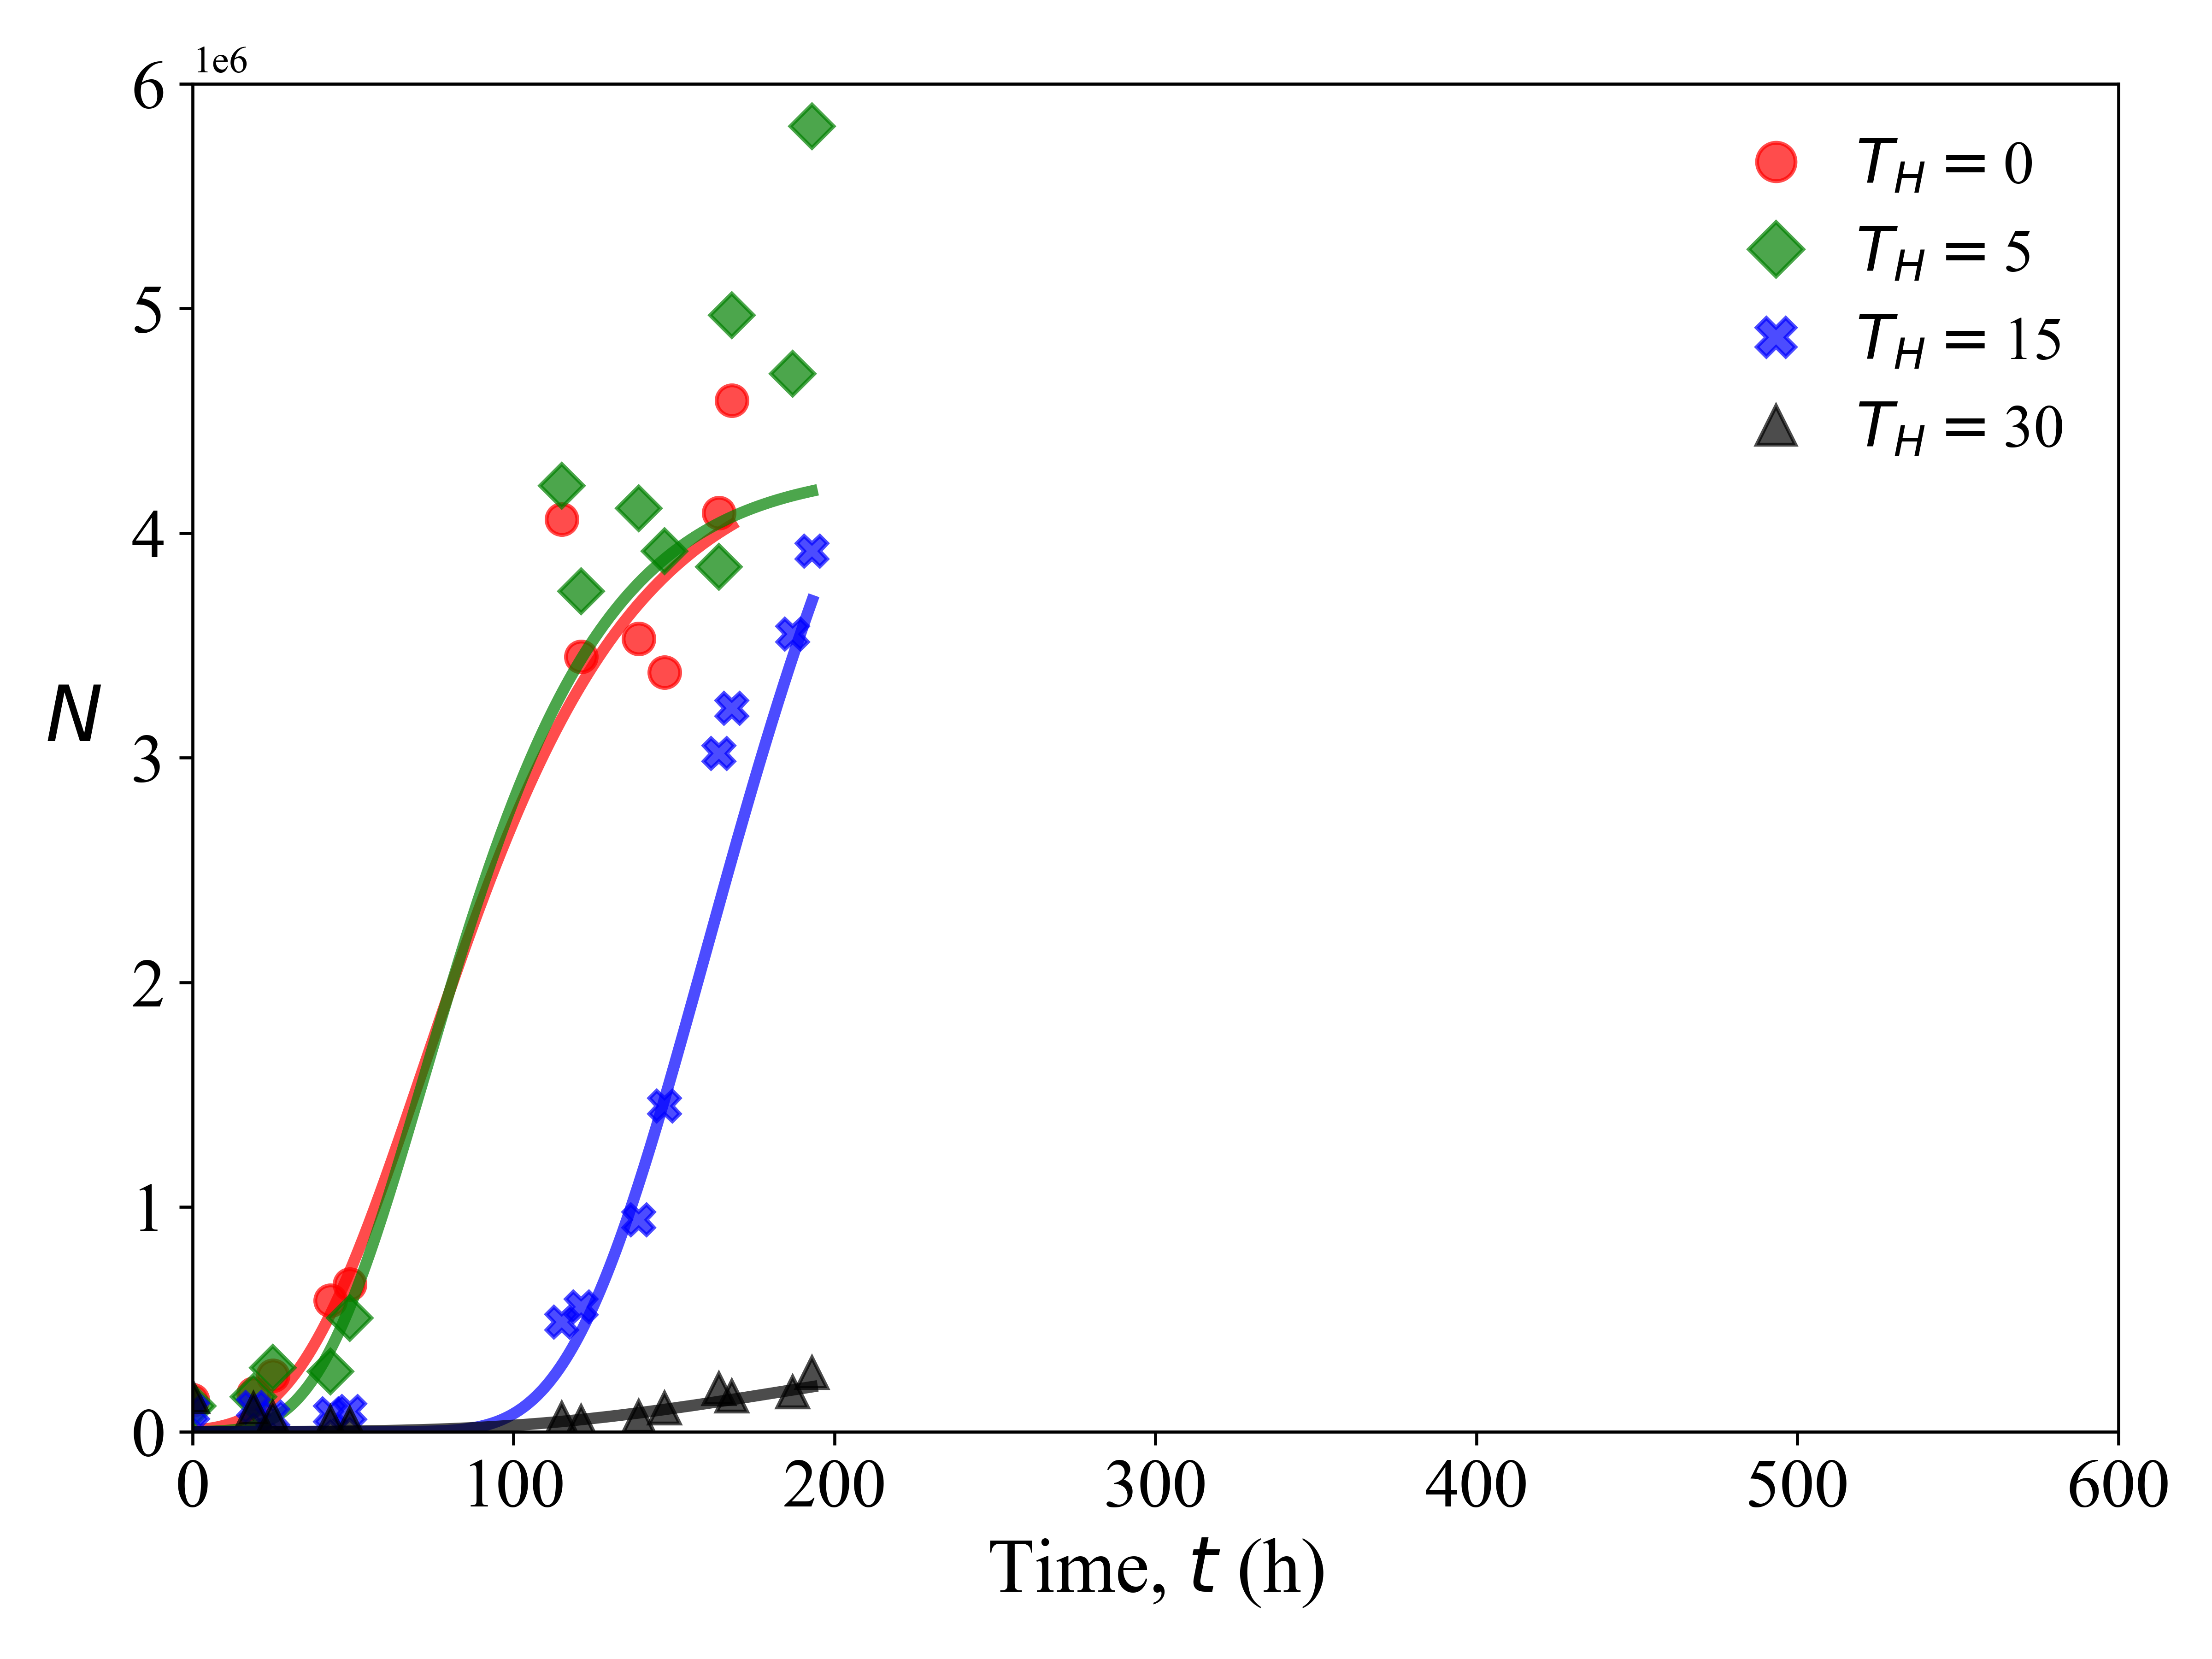 1e6
6
5
4
3
2
1
0
N
0 100 200 300 400 500 600
Time, t (h)
T_H = 0
T_H = 5
T_H = 15
T_H = 30